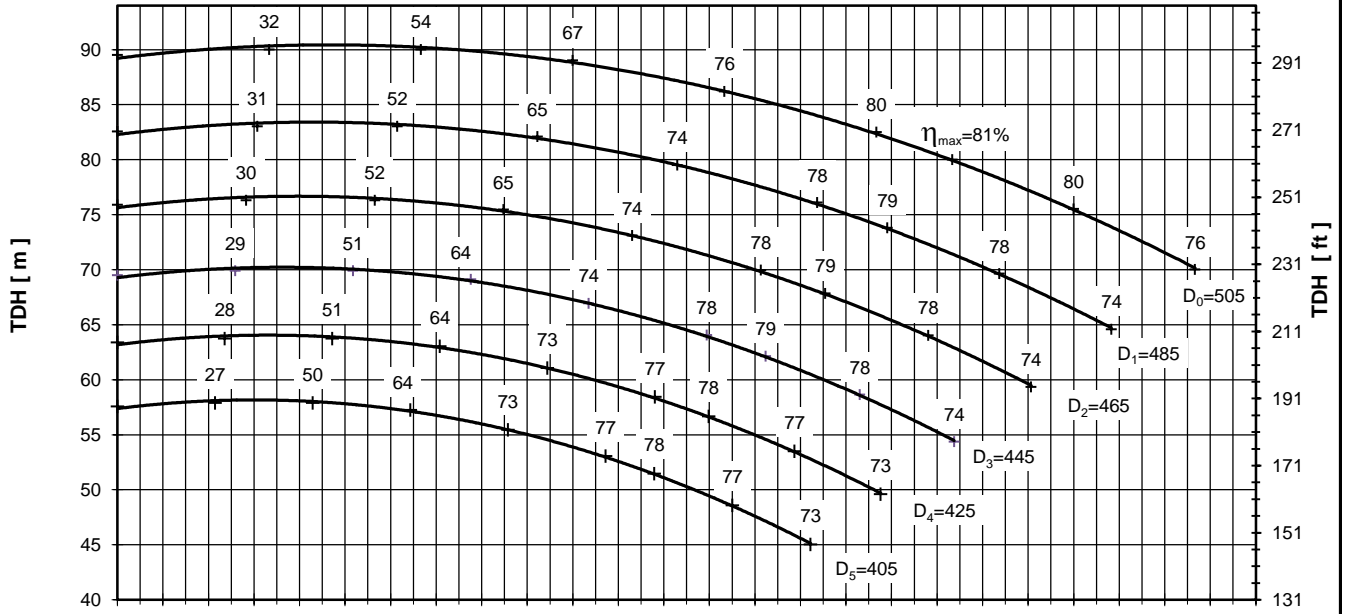 32 54 67
90 291
76
31 52
85 80
65 271
ηmax=81%
74
80
30 52 78 80
65 79 251
75 74
29 51 78 76
64 78
70 79 231
74 74 D0=505
28 51 78 78
64 79
65 211
73 74 D1=485
27 50 78
64 77
60 78 74 191
73 D2=465
77 77
55 78 73 D3=445
171
77
50 73 D4=425
151
45 D5=405
40 131
TDH [ m ]
TDH [ ft ]